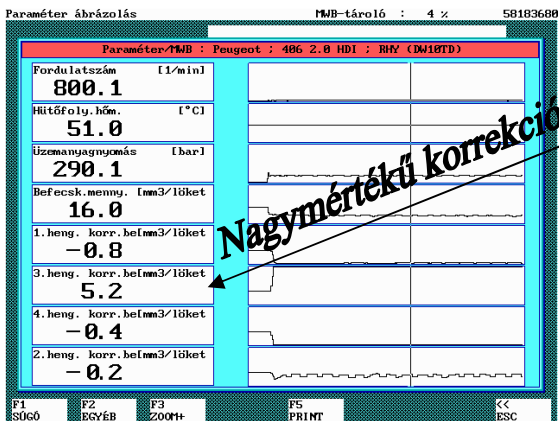 Paraméter ábrázolás MWB-tároló : 4 % 58183680
Paraméter/MWB : Peugeot ; 406 2.0 HDI ; RHY (DW10TD)
Fordulatszám [1/min]
800.1
Hütőfoly.hőm. [°C]
51.0
Üzemanyagnyomás [bar]
290.1
Befecsk.menny. [mm3/löket
16.0
1.heng. korr.be[mm3/löket
-0.8
3.heng. korr.be[mm3/löket
5.2
4.heng. korr.be[mm3/löket
-0.4
2.heng. korr.be[mm3/löket
-0.2
Nagymértékű korrekció
F1 F2 F3 F5 <<
SÚGÓ EGYÉB ZOOM+ PRINT ESC